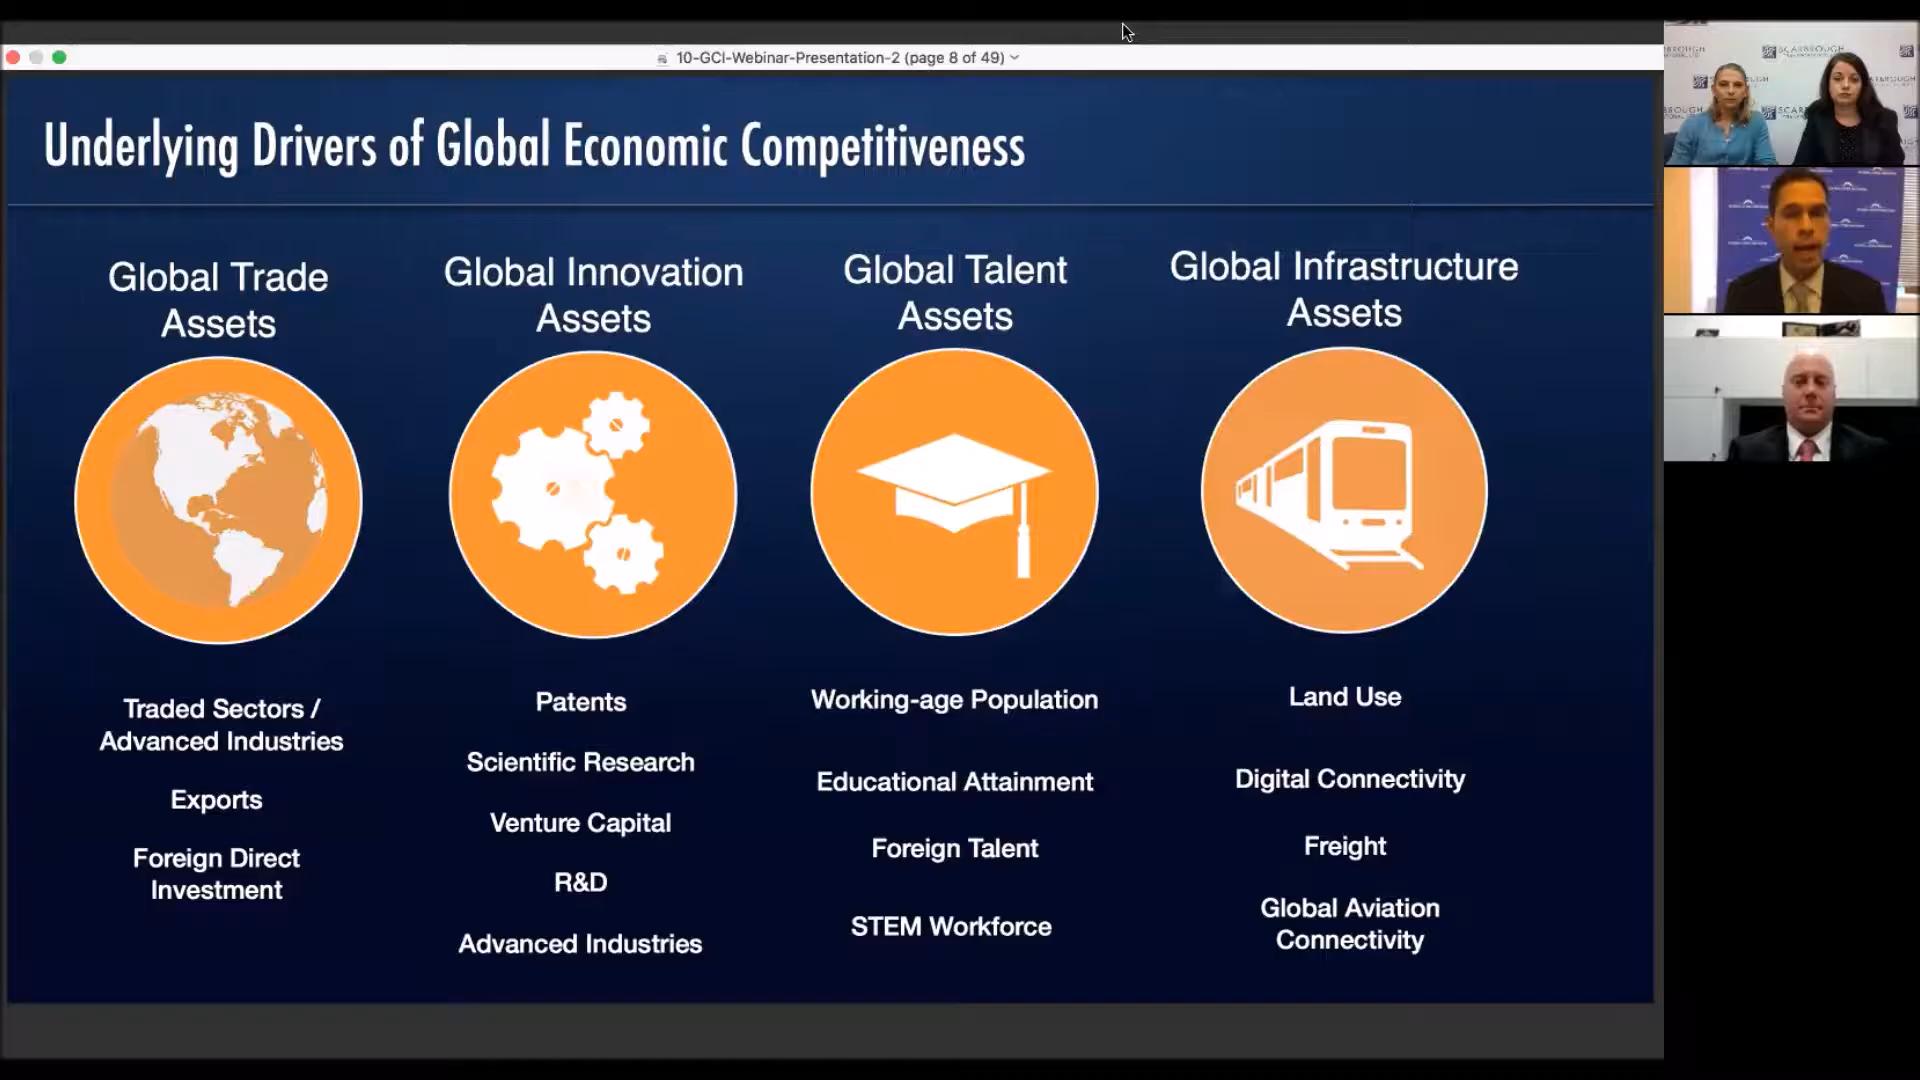 10-GCI-Webinar-Presentation-2 (page 8 of 49)
Underlying Drivers of Global Economic Competitiveness
Global Trade
Assets
Traded Sectors /
Advanced Industries
Exports
Foreign Direct
Investment
Global Innovation
Assets
Patents
Scientific Research
Venture Capital
R&D
Advanced Industries
Global Talent
Assets
Working-age Population
Educational Attainment
Foreign Talent
STEM Workforce
Global Infrastructure
Assets
Land Use
Digital Connectivity
Freight
Global Aviation
Connectivity
SCARBROUGH